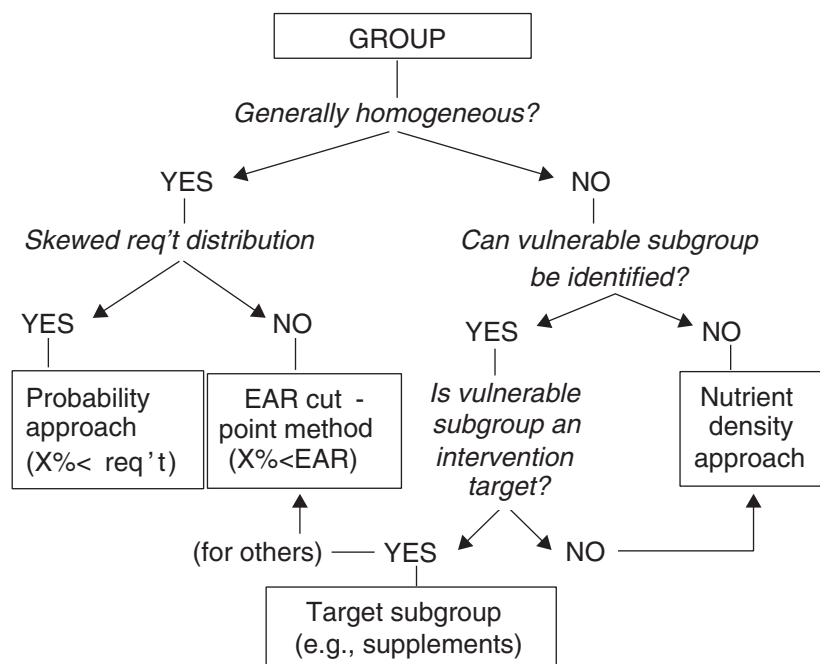 GROUP
Generally homogeneous?
YES
NO
Skewed req't distribution
Can vulnerable subgroup
be identified?
YES
NO
YES
NO
Probability
approach
(X%< req't)
EAR cut -
point method
(X%<EAR)
Is vulnerable
subgroup an
intervention
target?
Nutrient
density
approach
(for others)
YES
NO
Target subgroup
(e.g., supplements)